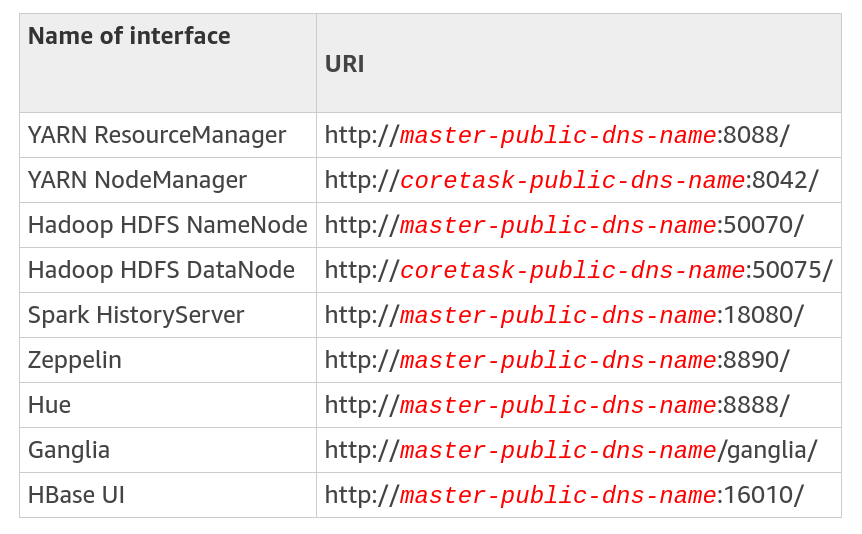 Name of interface URI
YARN ResourceManager http://master-public-dns-name:8088/
YARN NodeManager http://coretask-public-dns-name:8042/
Hadoop HDFS NameNode http://master-public-dns-name:50070/
Hadoop HDFS DataNode http://coretask-public-dns-name:50075/
Spark HistoryServer http://master-public-dns-name:18080/
Zeppelin http://master-public-dns-name:8890/
Hue http://master-public-dns-name:8888/
Ganglia http://master-public-dns-name/ganglia/
HBase UI http://master-public-dns-name:16010/